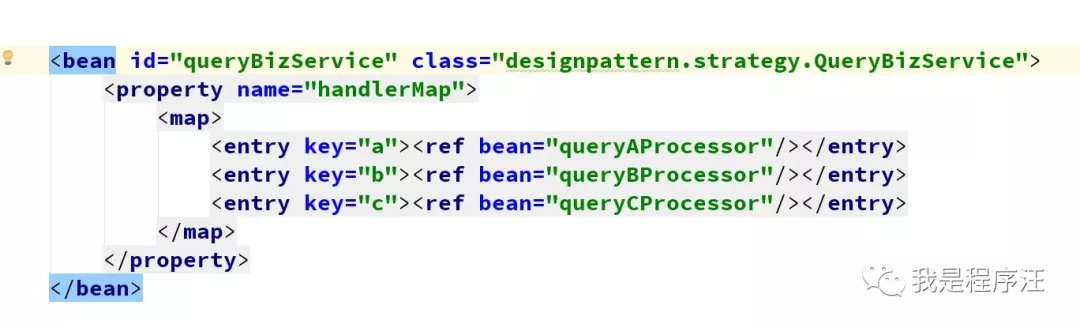 <bean id="queryBizService" class="designpattern.strategy.QueryBizService">
<property name="handlerMap">
<map>
<entry key="a"><ref bean="queryAProcessor"/></entry>
<entry key="b"><ref bean="queryBProcessor"/></entry>
<entry key="c"><ref bean="queryCProcessor"/></entry>
</map>
</property>
</bean>
我是程序汪